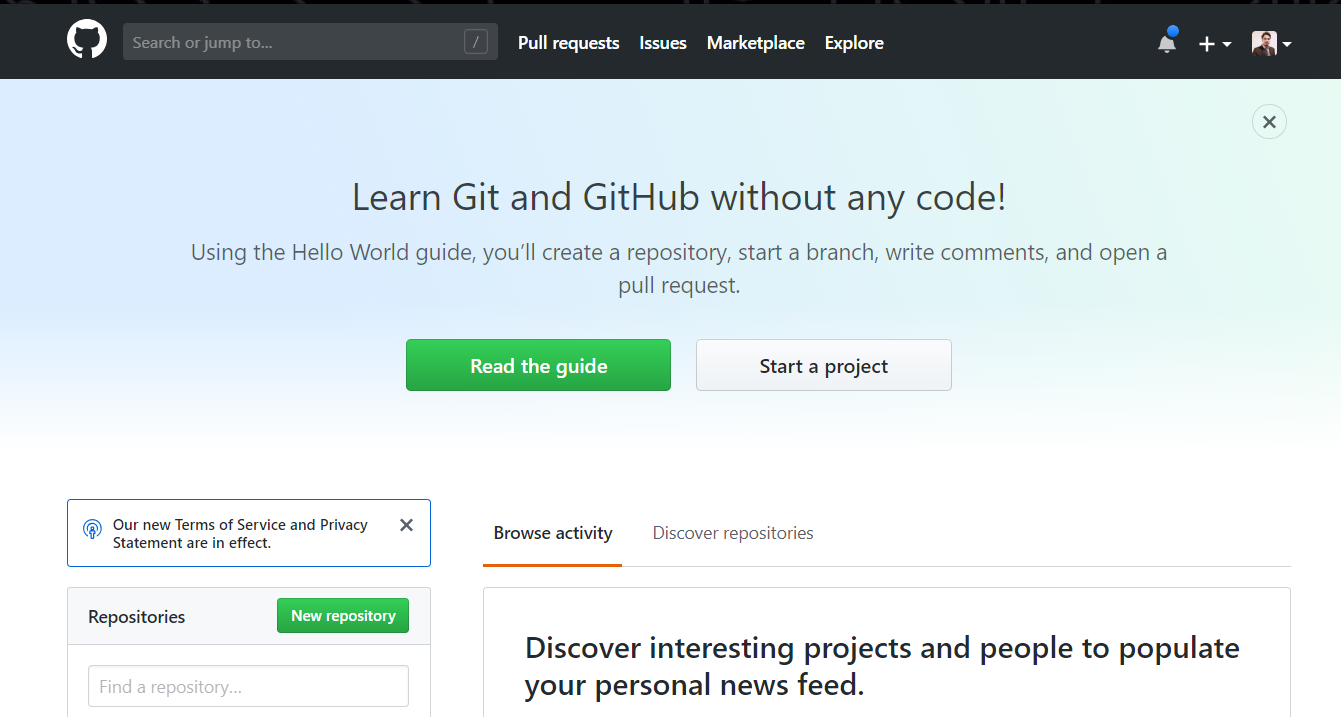 Search or jump to...
/
Pull requests
Issues
Marketplace
Explore
Learn Git and GitHub without any code!
Using the Hello World guide, you’ll create a repository, start a branch, write comments, and open a
pull request.
Read the guide
Start a project
Our new Terms of Service and Privacy
Statement are in effect.
Browse activity
Discover repositories
Repositories
New repository
Find a repository...
Discover interesting projects and people to populate
your personal news feed.